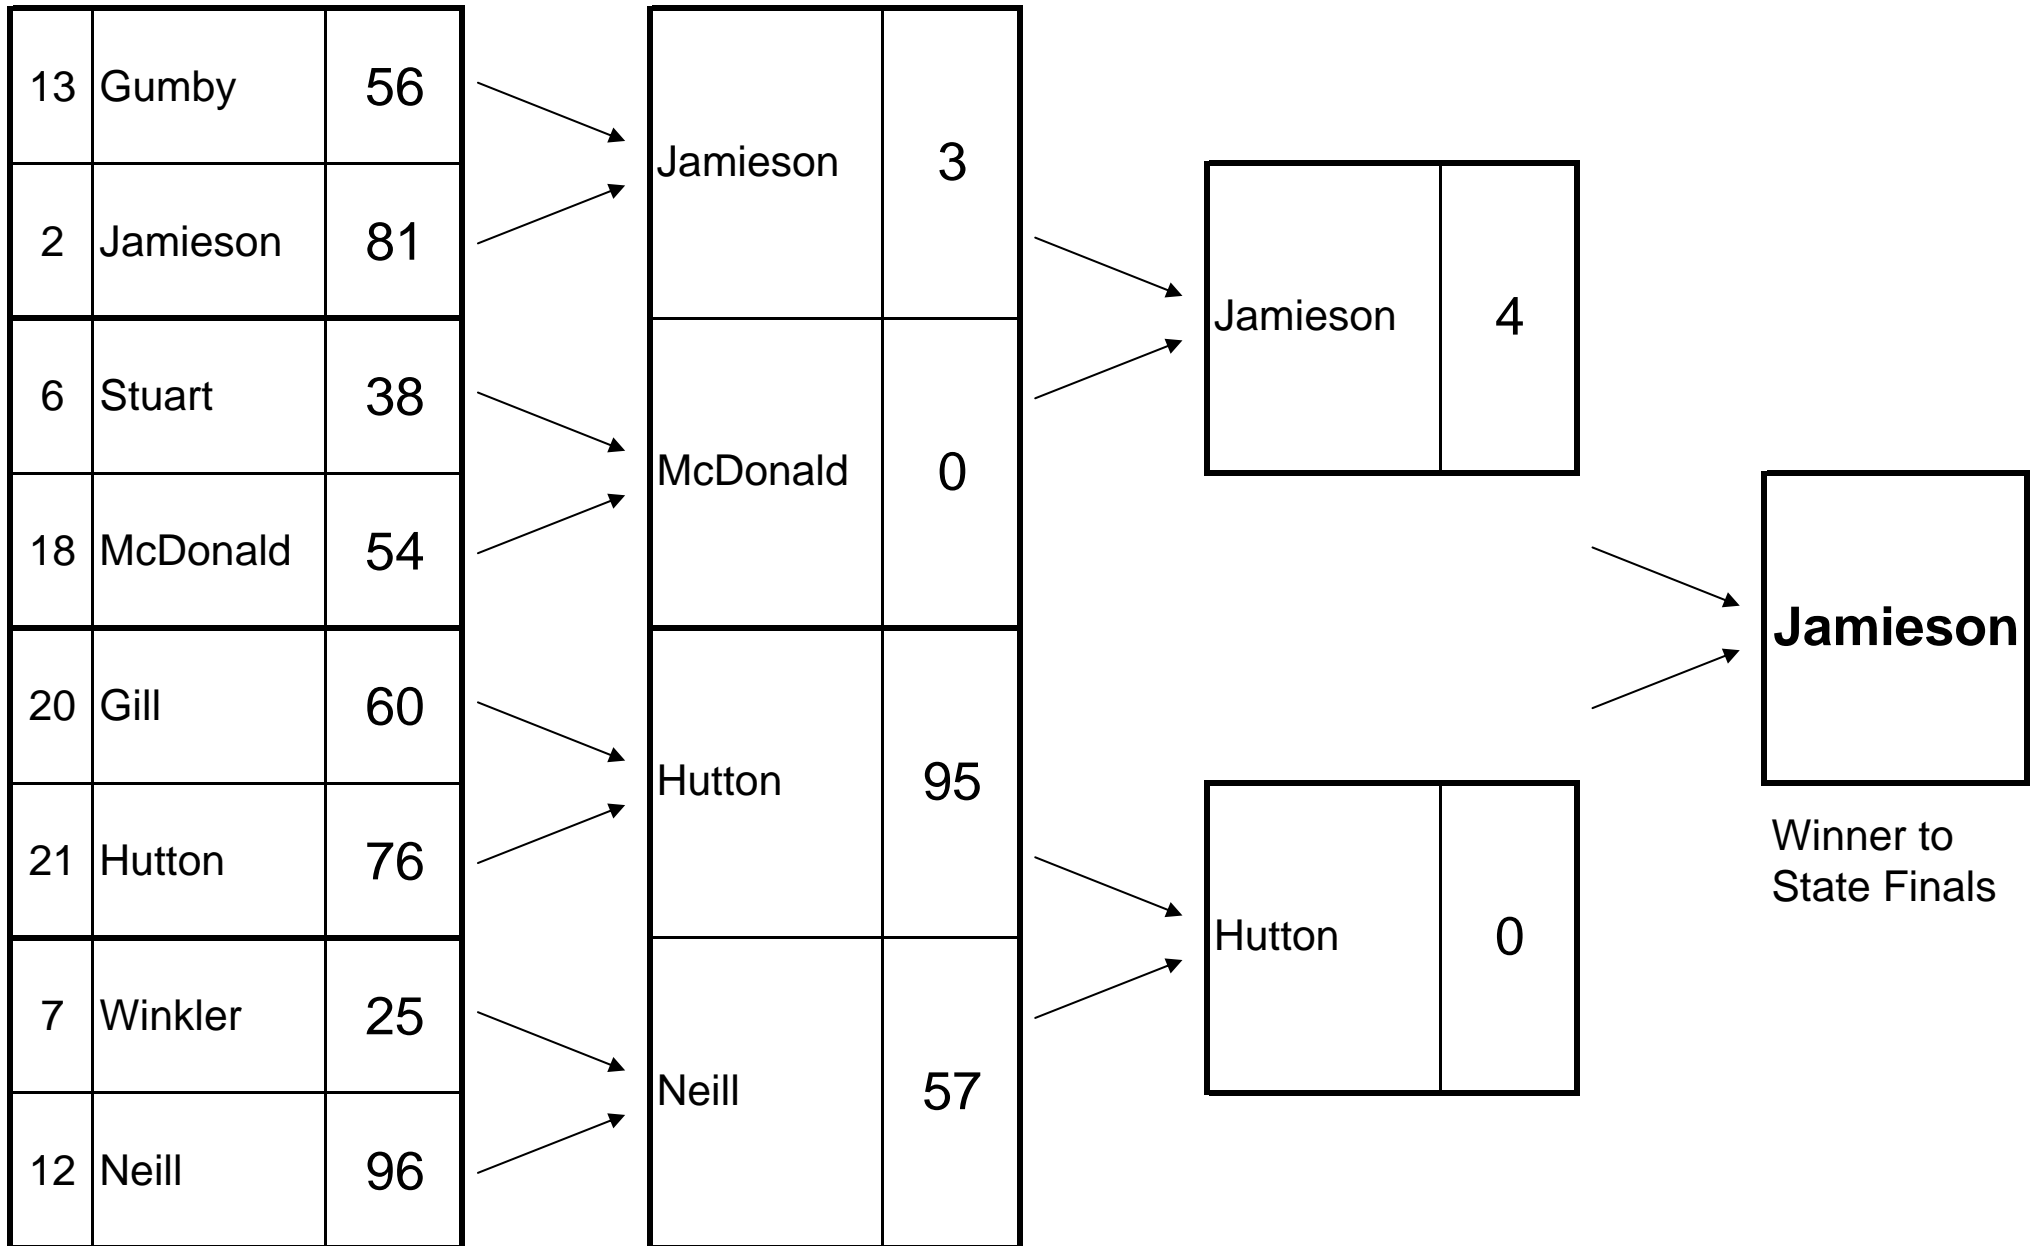 13 Gumby 56
2 Jamieson 81
6 Stuart 38
18 McDonald 54
20 Gill 60
21 Hutton 76
7 Winkler 25
12 Neill 96
Jamieson 3
McDonald 0
Hutton 95
Neill 57
Jamieson 4
Hutton 0
Jamieson
Winner to
State Finals